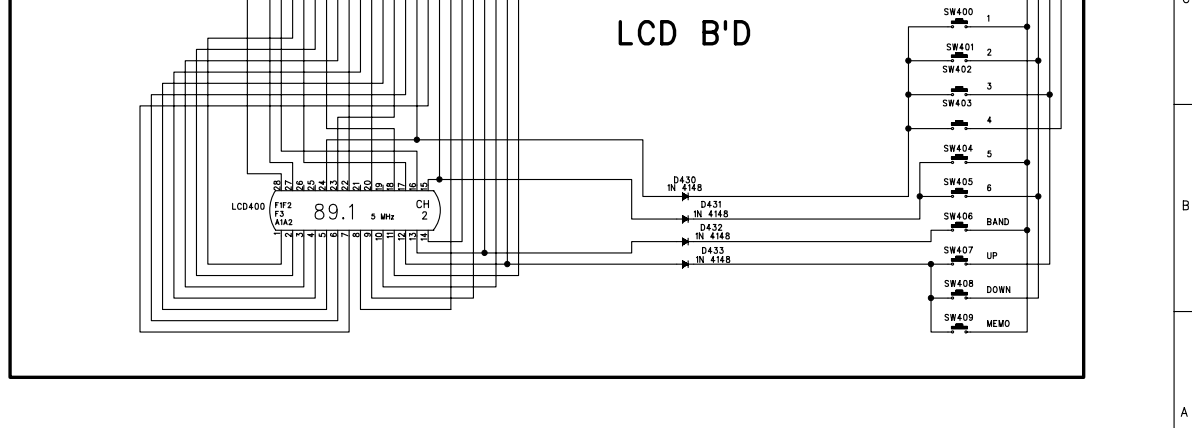 C
SW400
1
LCD B'D
SW401
2
SW402
3
SW403
4
SW404
5
D430
1N 4148
SW405
6
28 27 26 25 24 23 22 21 20 19 18 17 16 15
LCD400
F1F2
F3
A1A2
89.1
5 MHz
CH
2
D431
1N 4148
SW406
BAND
B
D432
1N 4148
1 2 3 4 5 6 7 8 9 10 11 12 13 14
D433
1N 4148
SW407
UP
SW408
DOWN
SW409
MEMO
A